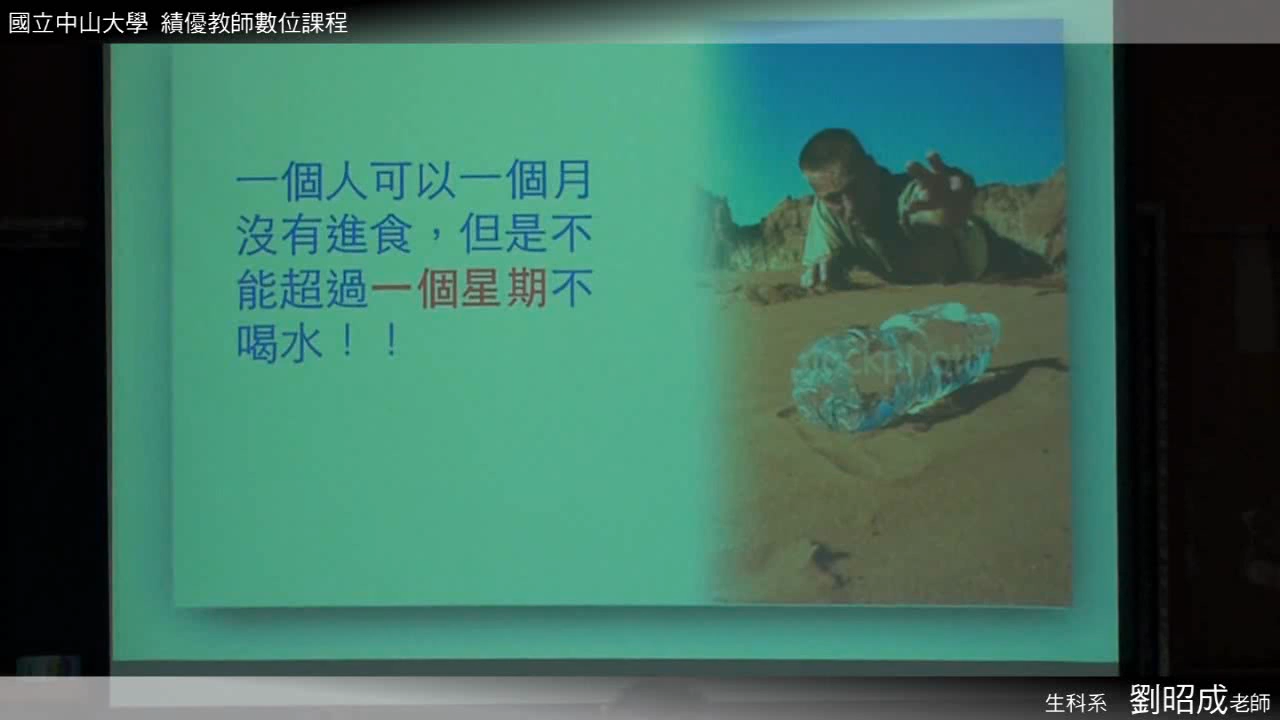 國立中山大學 績優教師數位課程
一個人可以一個月
沒有進食，但是不
能超過一個星期不
喝水！！
生科系 劉昭成老師